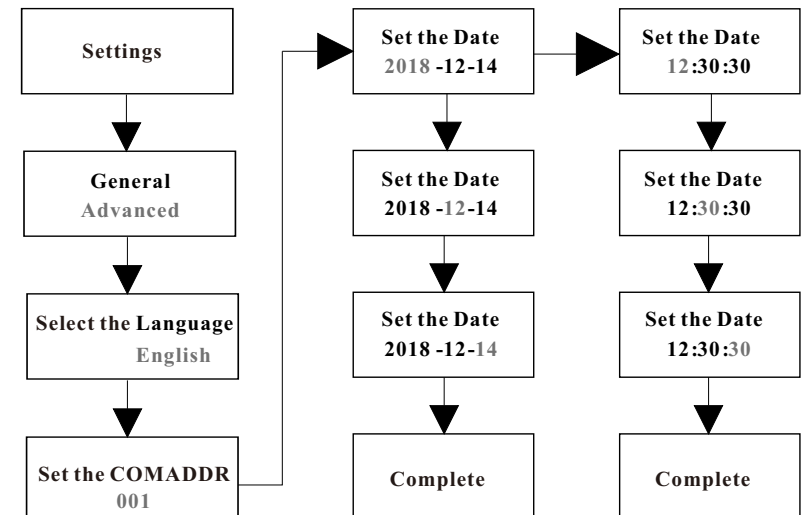 Settings
General
Advanced
Select the Language
English
Set the COMADDR
001
Set the Date
2018 -12-14
Set the Date
2018 -12-14
Set the Date
2018 -12-14
Complete
Set the Date
12:30:30
Set the Date
12:30:30
Set the Date
12:30:30
Complete